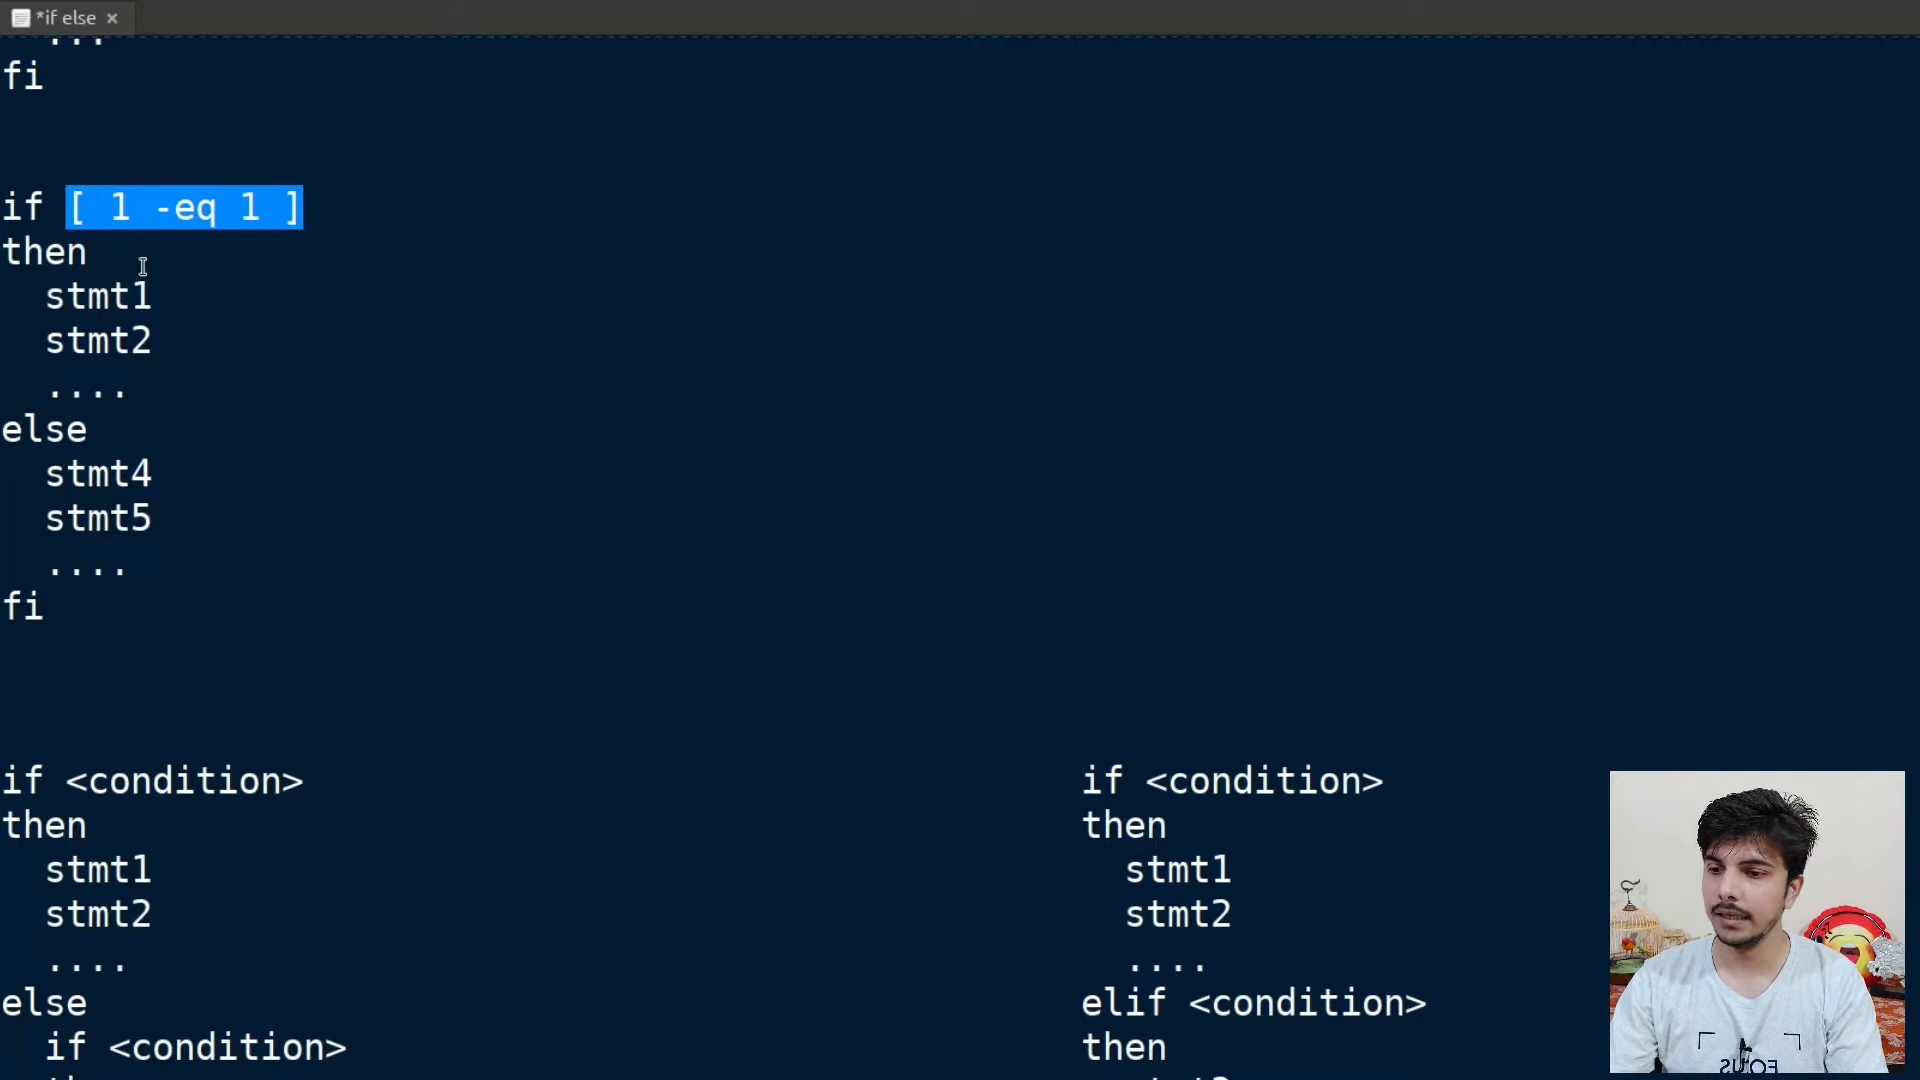 *if else
...
fi
if [ 1 -eq 1 ]
then
stmt1
stmt2
....
else
stmt4
stmt5
....
fi
if <condition>
then
stmt1
stmt2
....
else
if <condition>
if <condition>
then
stmt1
stmt2
....
elif <condition>
then